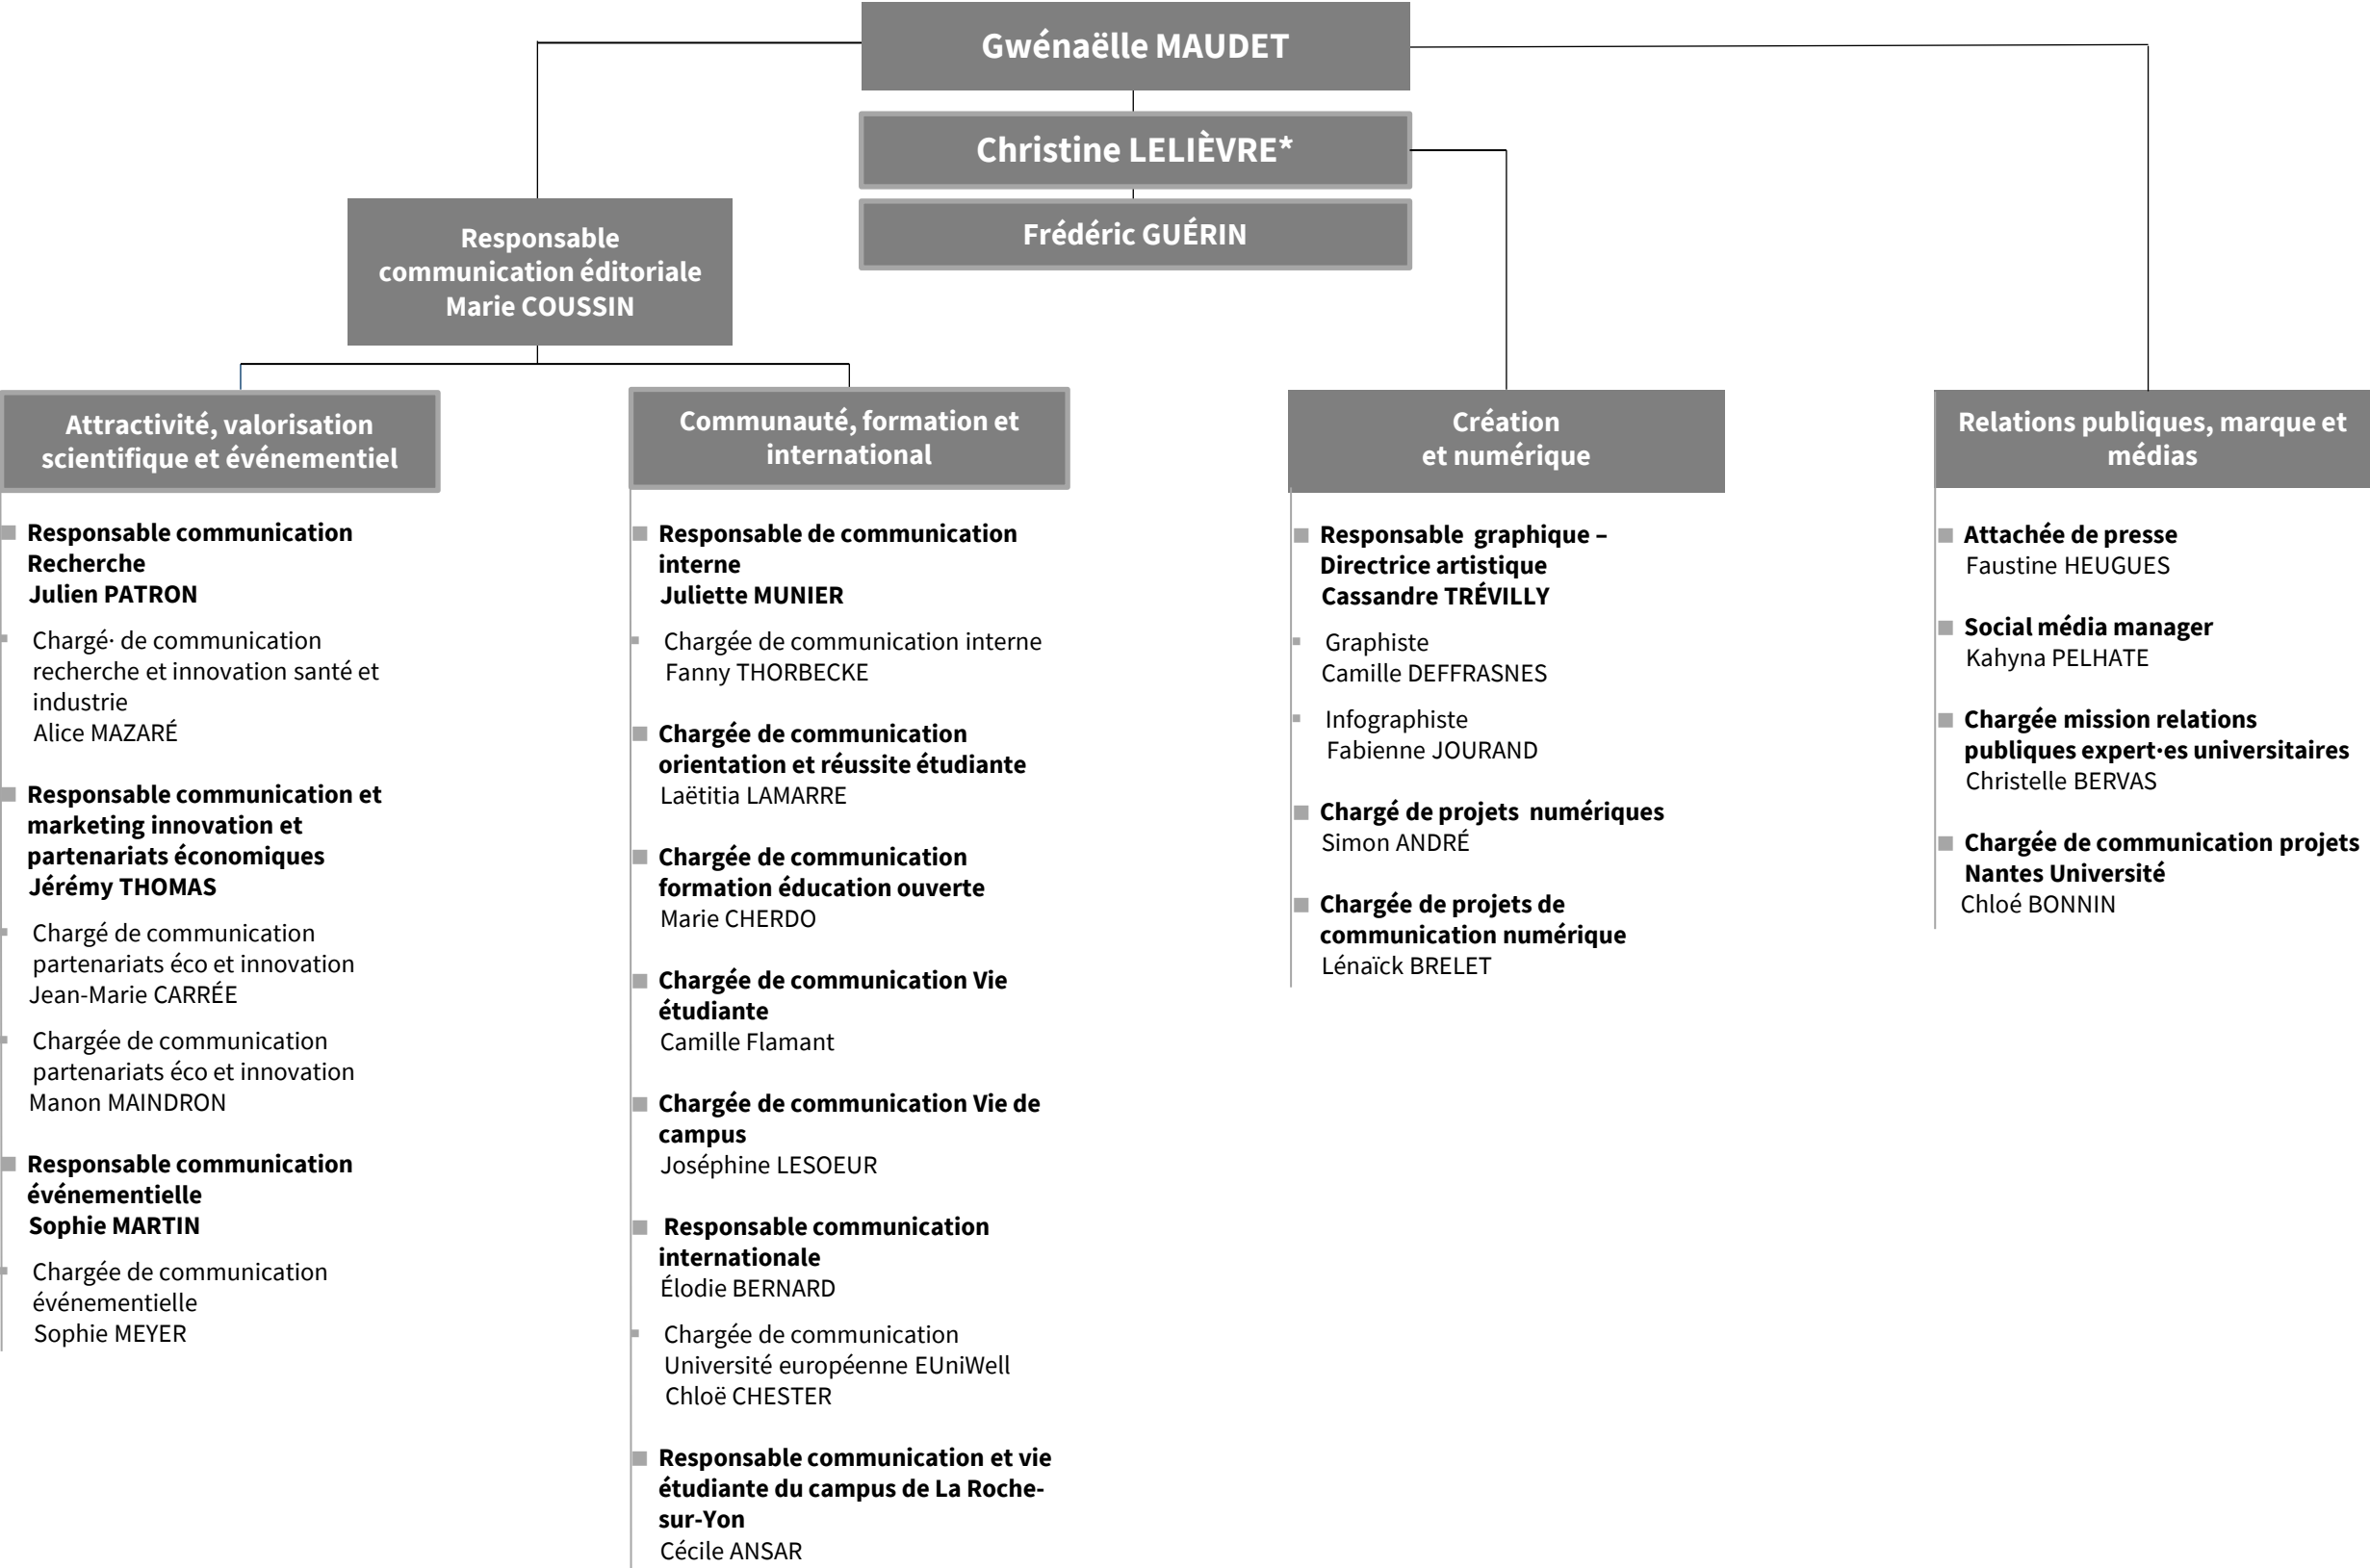 Gwénaëlle MAUDET
Christine LELIÈVRE*
Frédéric GUÉRIN
Responsable
communication éditoriale
Marie COUSSIN
Attractivité, valorisation
scientifique et événementiel
Responsable communication
Recherche
Julien PATRON
Chargé· de communication
recherche et innovation santé et
industrie
Alice MAZARÉ
Responsable communication et
marketing innovation et
partenariats économiques
Jérémy THOMAS
Chargé de communication
partenariats éco et innovation
Jean-Marie CARRÉE
Chargée de communication
partenariats éco et innovation
Manon MAINDRON
Responsable communication
événementielle
Sophie MARTIN
Chargée de communication
événementielle
Sophie MEYER
Communauté, formation et
international
Responsable de communication
interne
Juliette MUNIER
Chargée de communication interne
Fanny THORBECKE
Chargée de communication
orientation et réussite étudiante
Laëtitia LAMARRE
Chargée de communication
formation éducation ouverte
Marie CHERDO
Chargée de communication Vie
étudiante
Camille Flamant
Chargée de communication Vie de
campus
Joséphine LESOEUR
Responsable communication
internationale
Élodie BERNARD
Chargée de communication
Université européenne EUniWell
Chloë CHESTER
Responsable communication et vie
étudiante du campus de La Roche-
sur-Yon
Cécile ANSAR
Création
et numérique
Responsable graphique –
Directrice artistique
Cassandre TRÉVILLY
Graphiste
Camille DEFFRASNES
Infographiste
Fabienne JOURAND
Chargé de projets numériques
Simon ANDRÉ
Chargée de projets de
communication numérique
Lénaïck BRELET
Relations publiques, marque et
médias
Attachée de presse
Faustine HEUGUES
Social média manager
Kahyna PELHATE
Chargée mission relations
publiques expert·es universitaires
Christelle BERVAS
Chargée de communication projets
Nantes Université
Chloé BONNIN